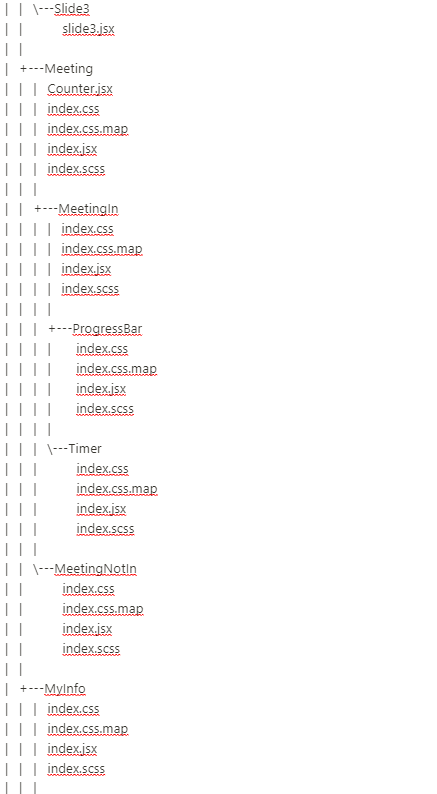 |   |   \---Slide3
|   |           slide3.jsx
|   |
|   +---Meeting
|   |   |   Counter.jsx
|   |   |   index.css
|   |   |   index.css.map
|   |   |   index.jsx
|   |   |   index.scss
|   |   |
|   |   +---MeetingIn
|   |   |   |   index.css
|   |   |   |   index.css.map
|   |   |   |   index.jsx
|   |   |   |   index.scss
|   |   |   |
|   |   |   +---ProgressBar
|   |   |   |       index.css
|   |   |   |       index.css.map
|   |   |   |       index.jsx
|   |   |   |       index.scss
|   |   |   |
|   |   |   \---Timer
|   |   |           index.css
|   |   |           index.css.map
|   |   |           index.jsx
|   |   |           index.scss
|   |   |
|   |   \---MeetingNotIn
|   |           index.css
|   |           index.css.map
|   |           index.jsx
|   |           index.scss
|   |
|   +---MyInfo
|   |   |   index.css
|   |   |   index.css.map
|   |   |   index.jsx
|   |   |   index.scss
|   |   |